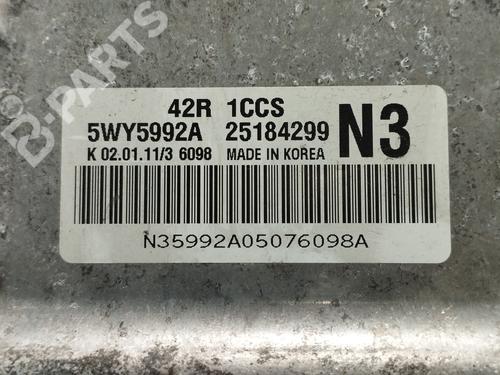 B-PARTS
42R 1CCS
5WY5992A 25184299 N3
K 02.01.11/3 6098 MADE IN KOREA
N35992A05076098A